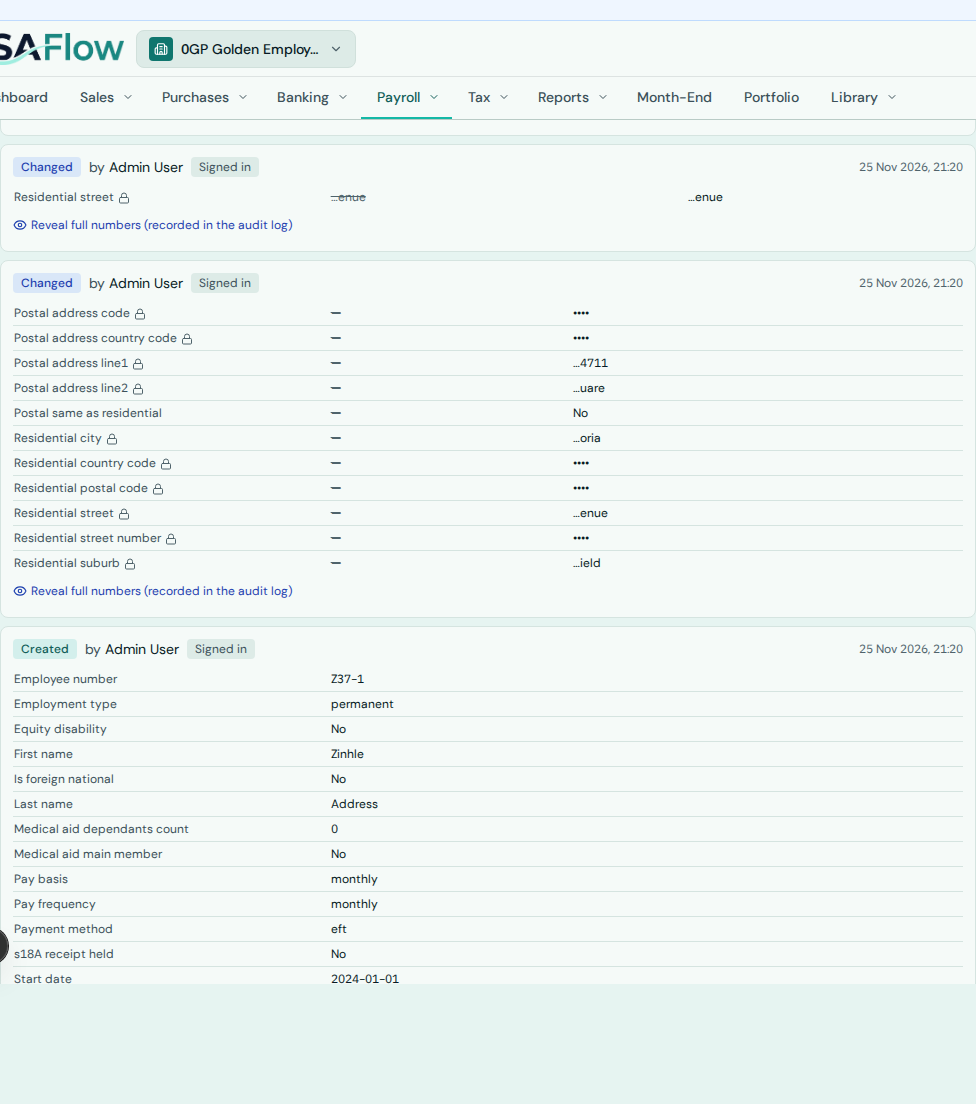 SAFlow
0GP Golden Employ...
hboard Sales Purchases Banking Payroll Tax Reports Month-End Portfolio Library
Changed by Admin User Signed in 25 Nov 2026, 21:20
Residential street …enue …enue
Reveal full numbers (recorded in the audit log)
Changed by Admin User Signed in 25 Nov 2026, 21:20
Postal address code — ••••
Postal address country code — ••••
Postal address line1 — …4711
Postal address line2 — …uare
Postal same as residential — No
Residential city — …oria
Residential country code — ••••
Residential postal code — ••••
Residential street — …enue
Residential street number — ••••
Residential suburb — …ield
Reveal full numbers (recorded in the audit log)
Created by Admin User Signed in 25 Nov 2026, 21:20
Employee number Z37-1
Employment type permanent
Equity disability No
First name Zinhle
Is foreign national No
Last name Address
Medical aid dependants count 0
Medical aid main member No
Pay basis monthly
Pay frequency monthly
Payment method eft
s18A receipt held No
Start date 2024-01-01